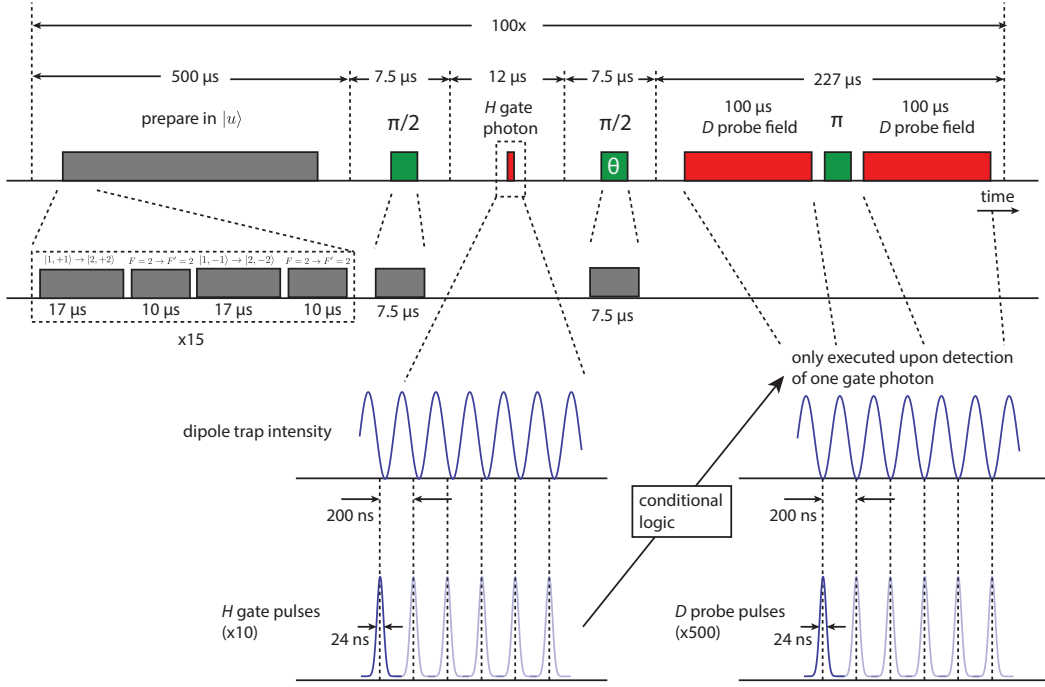 100x
500 µs
7.5 µs
12 µs
7.5 µs
227 µs
prepare in |u⟩
π/2
H gate
photon
π/2
100 µs
D probe field
π
100 µs
D probe field
θ
time
|1,+1⟩ → |2,+2⟩
F = 2 → F′ = 2
|1,−1⟩ → |2,−2⟩
F = 2 → F′ = 2
17 µs
10 µs
17 µs
10 µs
7.5 µs
7.5 µs
x15
only executed upon detection
of one gate photon
dipole trap intensity
conditional
logic
200 ns
200 ns
H gate pulses
(x10)
24 ns
D probe pulses
(x500)
24 ns